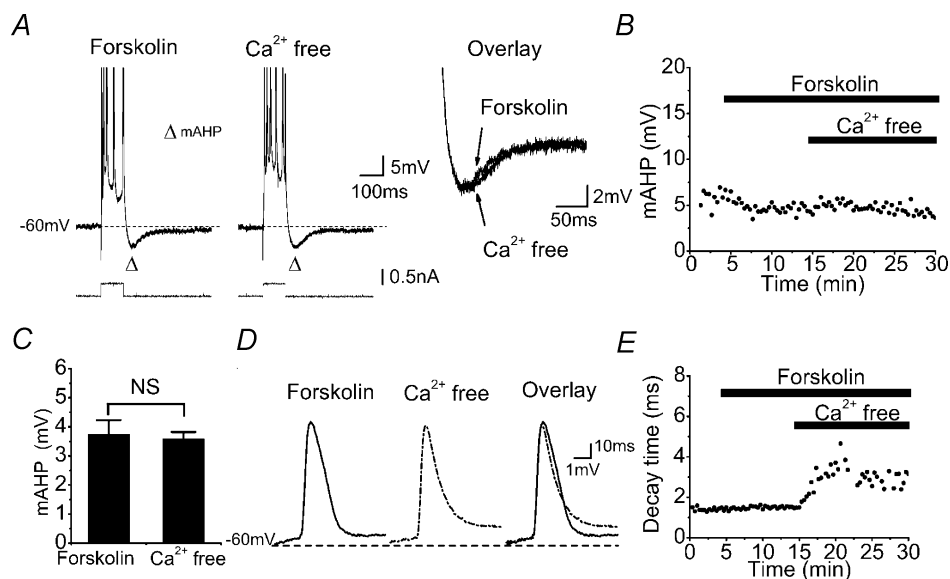 A
Forskolin
Ca²⁺ free
Overlay
Δ mAHP
5mV
100ms
Forskolin
Ca²⁺ free
2mV
50ms
-60mV
Δ
Δ
0.5nA
B
mAHP (mV)
20
15
10
5
0
Forskolin
Ca²⁺ free
0 5 10 15 20 25 30
Time (min)
C
mAHP (mV)
6
5
4
3
2
1
0
NS
Forskolin Ca²⁺ free
D
Forskolin
Ca²⁺ free
Overlay
10ms
1mV
-60mV
E
Decay time (ms)
8
6
4
2
0
Forskolin
Ca²⁺ free
0 5 10 15 20 25 30
Time (min)